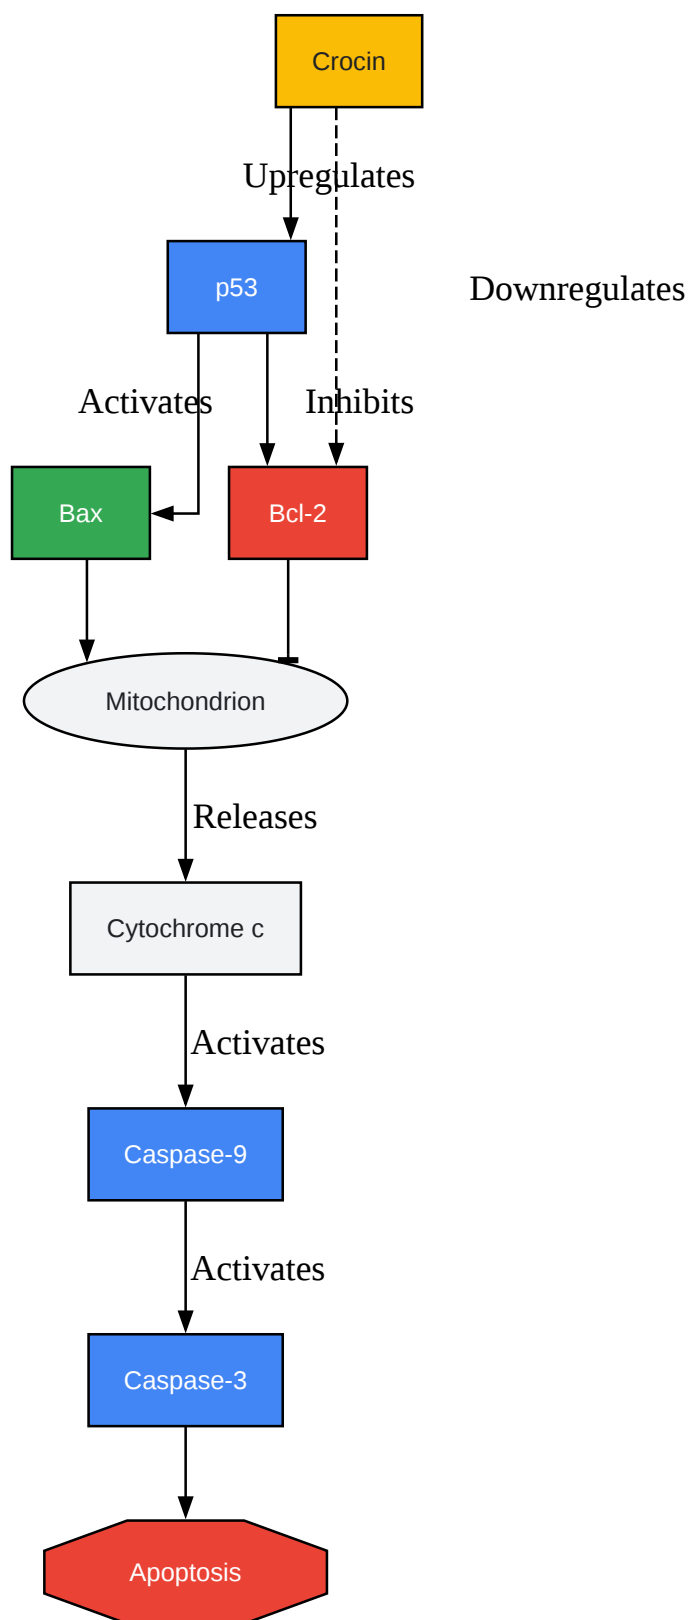 Crocin
Upregulates
p53
Downregulates
Activates
Inhibits
Bax
Bcl-2
Mitochondrion
Releases
Cytochrome c
Activates
Caspase-9
Activates
Caspase-3
Apoptosis